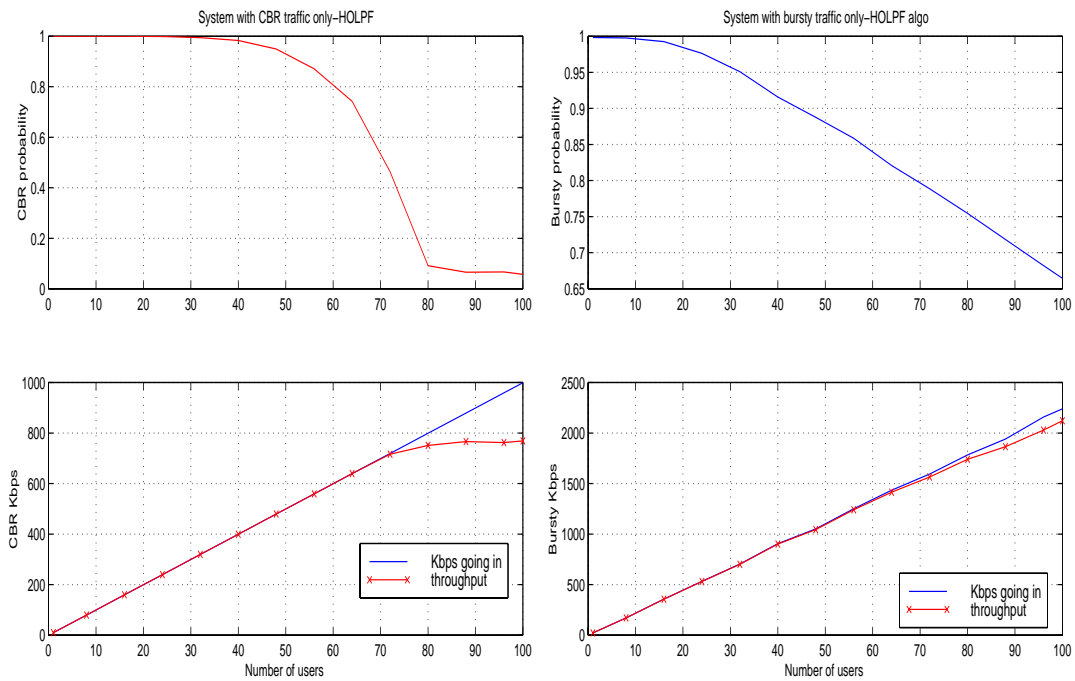 System with CBR traffic only-HOLPF
1
0.8
0.6
0.4
0.2
0
CBR probability
0 10 20 30 40 50 60 70 80 90 100
System with bursty traffic only-HOLPF algo
1
0.95
0.9
0.85
0.8
0.75
0.7
0.65
Bursty probability
0 10 20 30 40 50 60 70 80 90 100
1000
800
600
400
200
0
CBR Kbps
Kbps going in
throughput
0 10 20 30 40 50 60 70 80 90 100
Number of users
2500
2000
1500
1000
500
0
Bursty Kbps
Kbps going in
throughput
0 10 20 30 40 50 60 70 80 90 100
Number of users